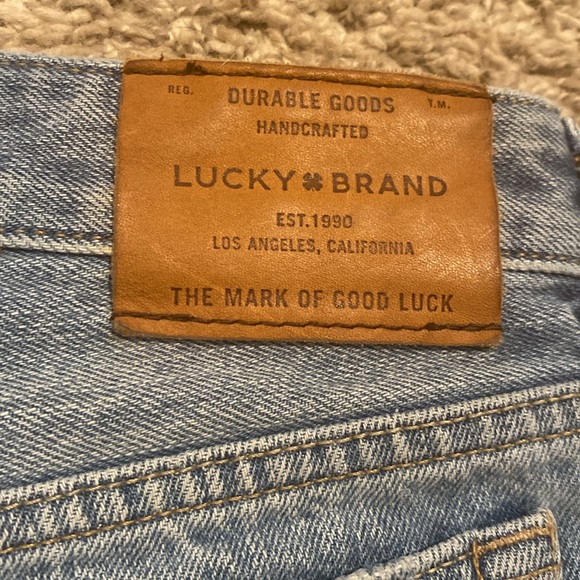 REG. DURABLE GOODS T.M.
HANDCRAFTED
LUCKY BRAND
EST.1990
LOS ANGELES, CALIFORNIA
THE MARK OF GOOD LUCK